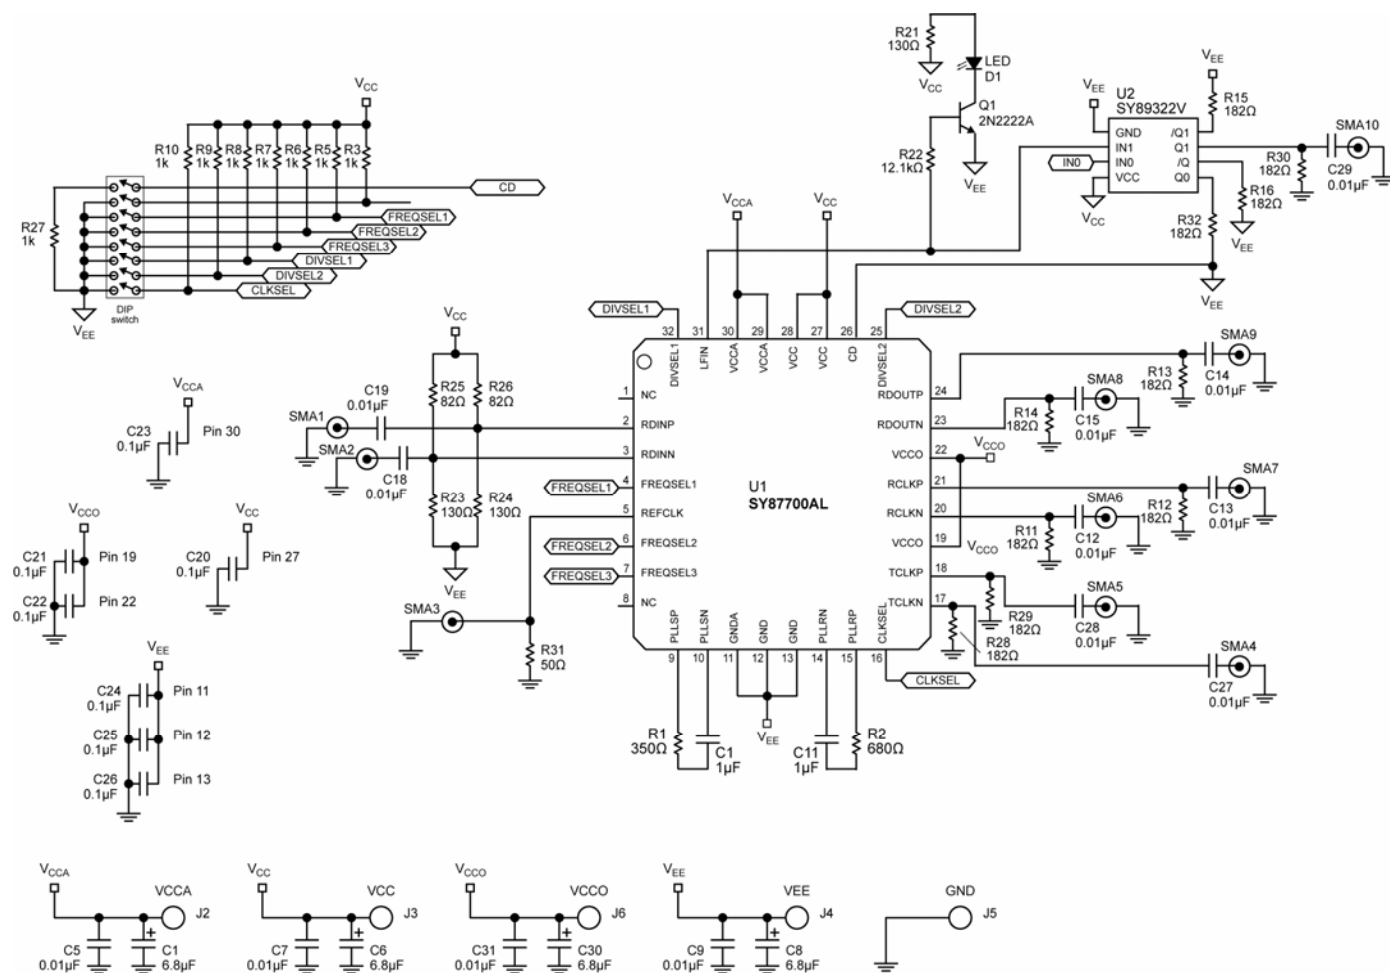 R21
130Ω
VCC
LED
D1
Q1
2N2222A
VEE
R22
12.1kΩ
VEE
U2
SY89322V
GND
IN1
IN0
VCC
/Q1
Q1
/Q
Q0
IN0
VCC
VEE
R15
182Ω
R30
182Ω
R16
182Ω
VEE
R32
182Ω
VEE
SMA10
C29
0.01µF
VCC
R10
1k
R9
1k
R8
1k
R7
1k
R6
1k
R5
1k
R3
1k
R27
1k
CD
FREQSEL1
FREQSEL2
FREQSEL3
DIVSEL1
DIVSEL2
CLKSEL
VEE
DIP
switch
VCCA
VCC
DIVSEL1
DIVSEL2
32
31
30
29
28
27
26
25
DIVSEL1
LFIN
VCCA
VCCA
VCC
VCC
CD
DIVSEL2
VCC
R25
82Ω
R26
82Ω
C19
0.01µF
SMA1
SMA2
C18
0.01µF
R23
130Ω
R24
130Ω
VEE
FREQSEL1
FREQSEL2
FREQSEL3
SMA3
R31
50Ω
1 NC
2 RDINP
3 RDINN
4 FREQSEL1
5 REFCLK
6 FREQSEL2
7 FREQSEL3
8 NC
U1
SY87700AL
RDOUTP 24
RDOUTN 23
VCCO 22
RCLKP 21
RCLKN 20
VCCO 19
TCLKP 18
TCLKN 17
PLLSP
PLLSN
GNDA
GND
GND
PLLRN
PLLRP
CLKSEL
9
10
11
12
13
14
15
16
CLKSEL
R1
350Ω
C1
1µF
VEE
C11
1µF
R2
680Ω
SMA9
R13
182Ω
C14
0.01µF
SMA8
R14
182Ω
C15
0.01µF
VCCO
SMA7
R12
182Ω
C13
0.01µF
SMA6
R11
182Ω
C12
0.01µF
VCCO
SMA5
R29
182Ω
C28
0.01µF
R28
182Ω
SMA4
C27
0.01µF
VCCA
C23
0.1µF
Pin 30
VCCO
C21
0.1µF
Pin 19
C22
0.1µF
Pin 22
VCC
C20
0.1µF
Pin 27
VEE
C24
0.1µF
Pin 11
C25
0.1µF
Pin 12
C26
0.1µF
Pin 13
VCCA
VCCA
J2
C5
0.01µF
C1
6.8µF
+
VCC
VCC
J3
C7
0.01µF
C6
6.8µF
+
VCCO
VCCO
J6
C31
0.01µF
C30
6.8µF
+
VEE
VEE
J4
C9
0.01µF
C8
6.8µF
+
GND
J5